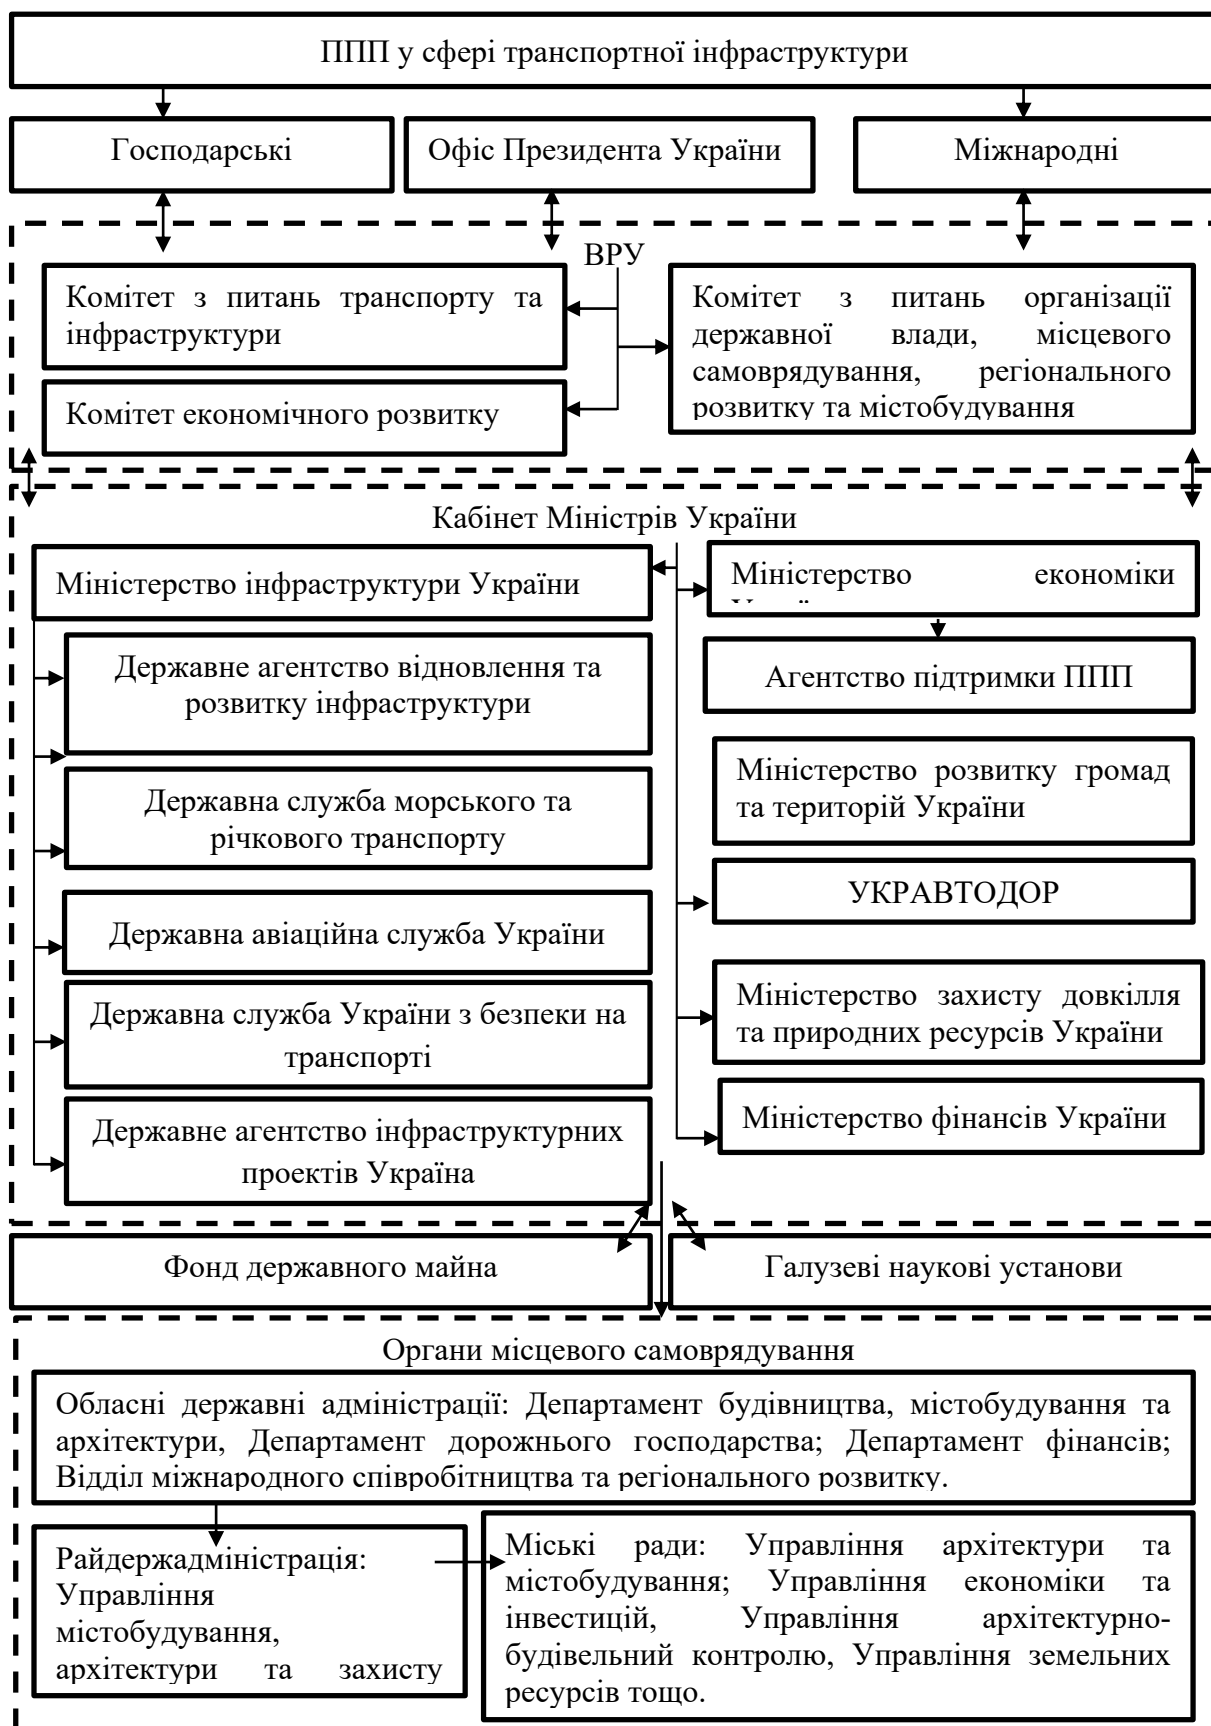 ППП у сфері транспортної інфраструктури
Господарські
Офіс Президента України
Міжнародні
ВРУ
Комітет з питань транспорту та
інфраструктури
Комітет економічного розвитку
Комітет з питань організації
державної влади, місцевого
самоврядування, регіонального
розвитку та містобудування
Кабінет Міністрів України
Міністерство інфраструктури України
Державне агентство відновлення та
розвитку інфраструктури
Державна служба морського та
річкового транспорту
Державна авіаційна служба України
Державна служба України з безпеки на
транспорті
Державне агентство інфраструктурних
проектів Україна
Міністерство економіки
Агентство підтримки ППП
Міністерство розвитку громад
та територій України
УКРАВТОДОР
Міністерство захисту довкілля
та природних ресурсів України
Міністерство фінансів України
Фонд державного майна
Галузеві наукові установи
Органи місцевого самоврядування
Обласні державні адміністрації: Департамент будівництва, містобудування та
архітектури, Департамент дорожнього господарства; Департамент фінансів;
Відділ міжнародного співробітництва та регіонального розвитку.
Райдержадміністрація:
Управління
містобудування,
архітектури та захисту
Міські ради: Управління архітектури та
містобудування; Управління економіки та
інвестицій, Управління архітектурно-
будівельний контролю, Управління земельних
ресурсів тощо.